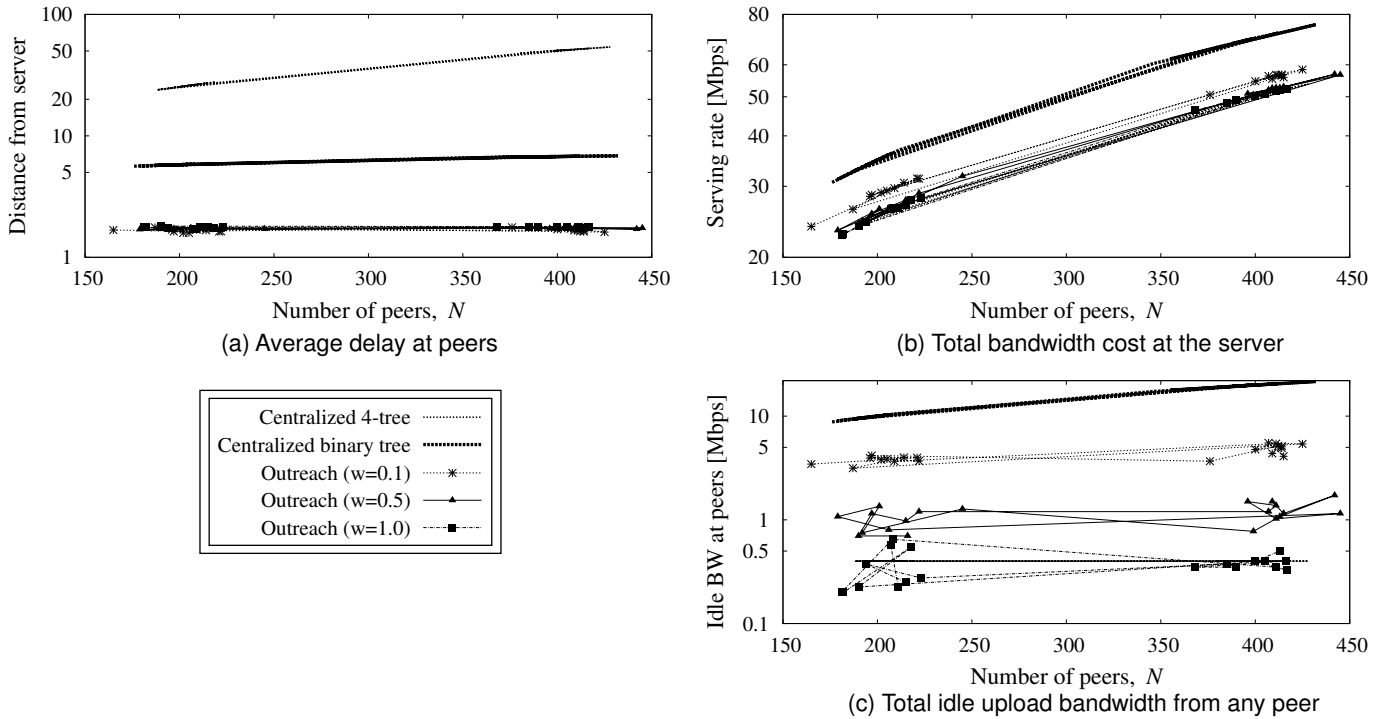 100
50
20
10
5
2
1
150
200
250
300
350
400
450
Distance from server
Number of peers, N
(a) Average delay at peers
80
70
60
50
40
30
20
150
200
250
300
350
400
450
Serving rate [Mbps]
Number of peers, N
(b) Total bandwidth cost at the server
Centralized 4-tree
Centralized binary tree
Outreach (w=0.1)
Outreach (w=0.5)
Outreach (w=1.0)
10
5
1
0.5
0.1
150
200
250
300
350
400
450
Idle BW at peers [Mbps]
Number of peers, N
(c) Total idle upload bandwidth from any peer